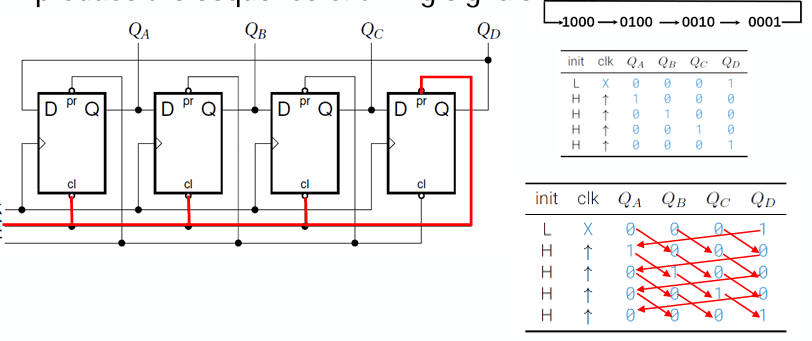 1000 → 0100 → 0010 → 0001
Q_A Q_B Q_C Q_D
pr pr pr pr
D Q D Q D Q D Q
cl cl cl cl
init clk Q_A Q_B Q_C Q_D
L X 0 0 0 1
H ↑ 1 0 0 0
H ↑ 0 1 0 0
H ↑ 0 0 1 0
H ↑ 0 0 0 1
init clk Q_A Q_B Q_C Q_D
L X 0 0 0 1
H ↑ 1 0 0 0
H ↑ 0 1 0 0
H ↑ 0 0 1 0
H ↑ 0 0 0 1